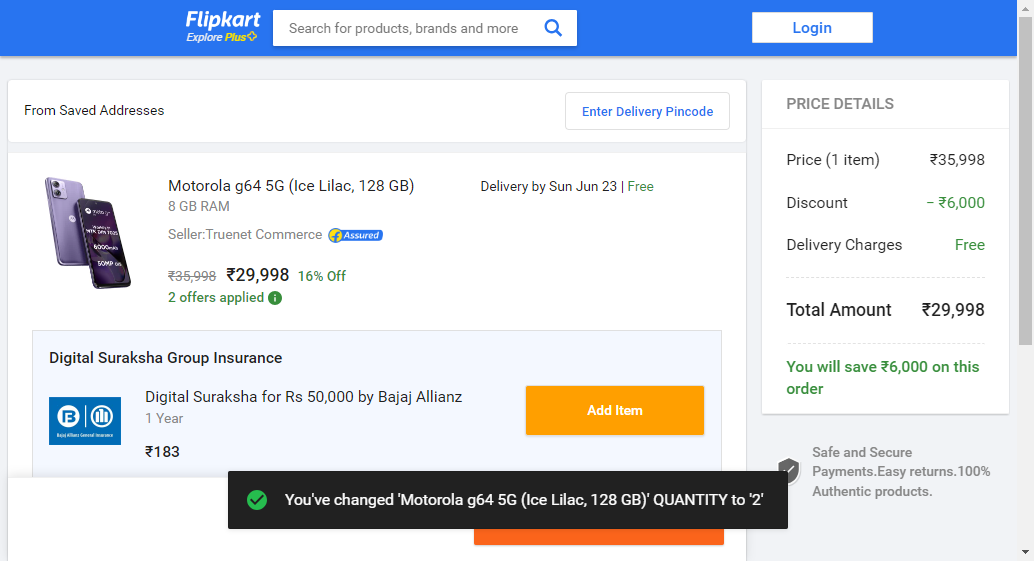 Flipkart
Explore Plus
Search for products, brands and more
Login
From Saved Addresses
Enter Delivery Pincode
Motorola g64 5G (Ice Lilac, 128 GB)
8 GB RAM
Seller:Truenet Commerce
Assured
Delivery by Sun Jun 23 | Free
₹35,998 ₹29,998 16% Off
2 offers applied
Digital Suraksha Group Insurance
Digital Suraksha for Rs 50,000 by Bajaj Allianz
1 Year
₹183
Bajaj Allianz General Insurance
Add Item
PRICE DETAILS
Price (1 item) ₹35,998
Discount − ₹6,000
Delivery Charges Free
Total Amount ₹29,998
You will save ₹6,000 on this
order
Safe and Secure
Payments.Easy returns.100%
Authentic products.
You've changed 'Motorola g64 5G (Ice Lilac, 128 GB)' QUANTITY to '2'